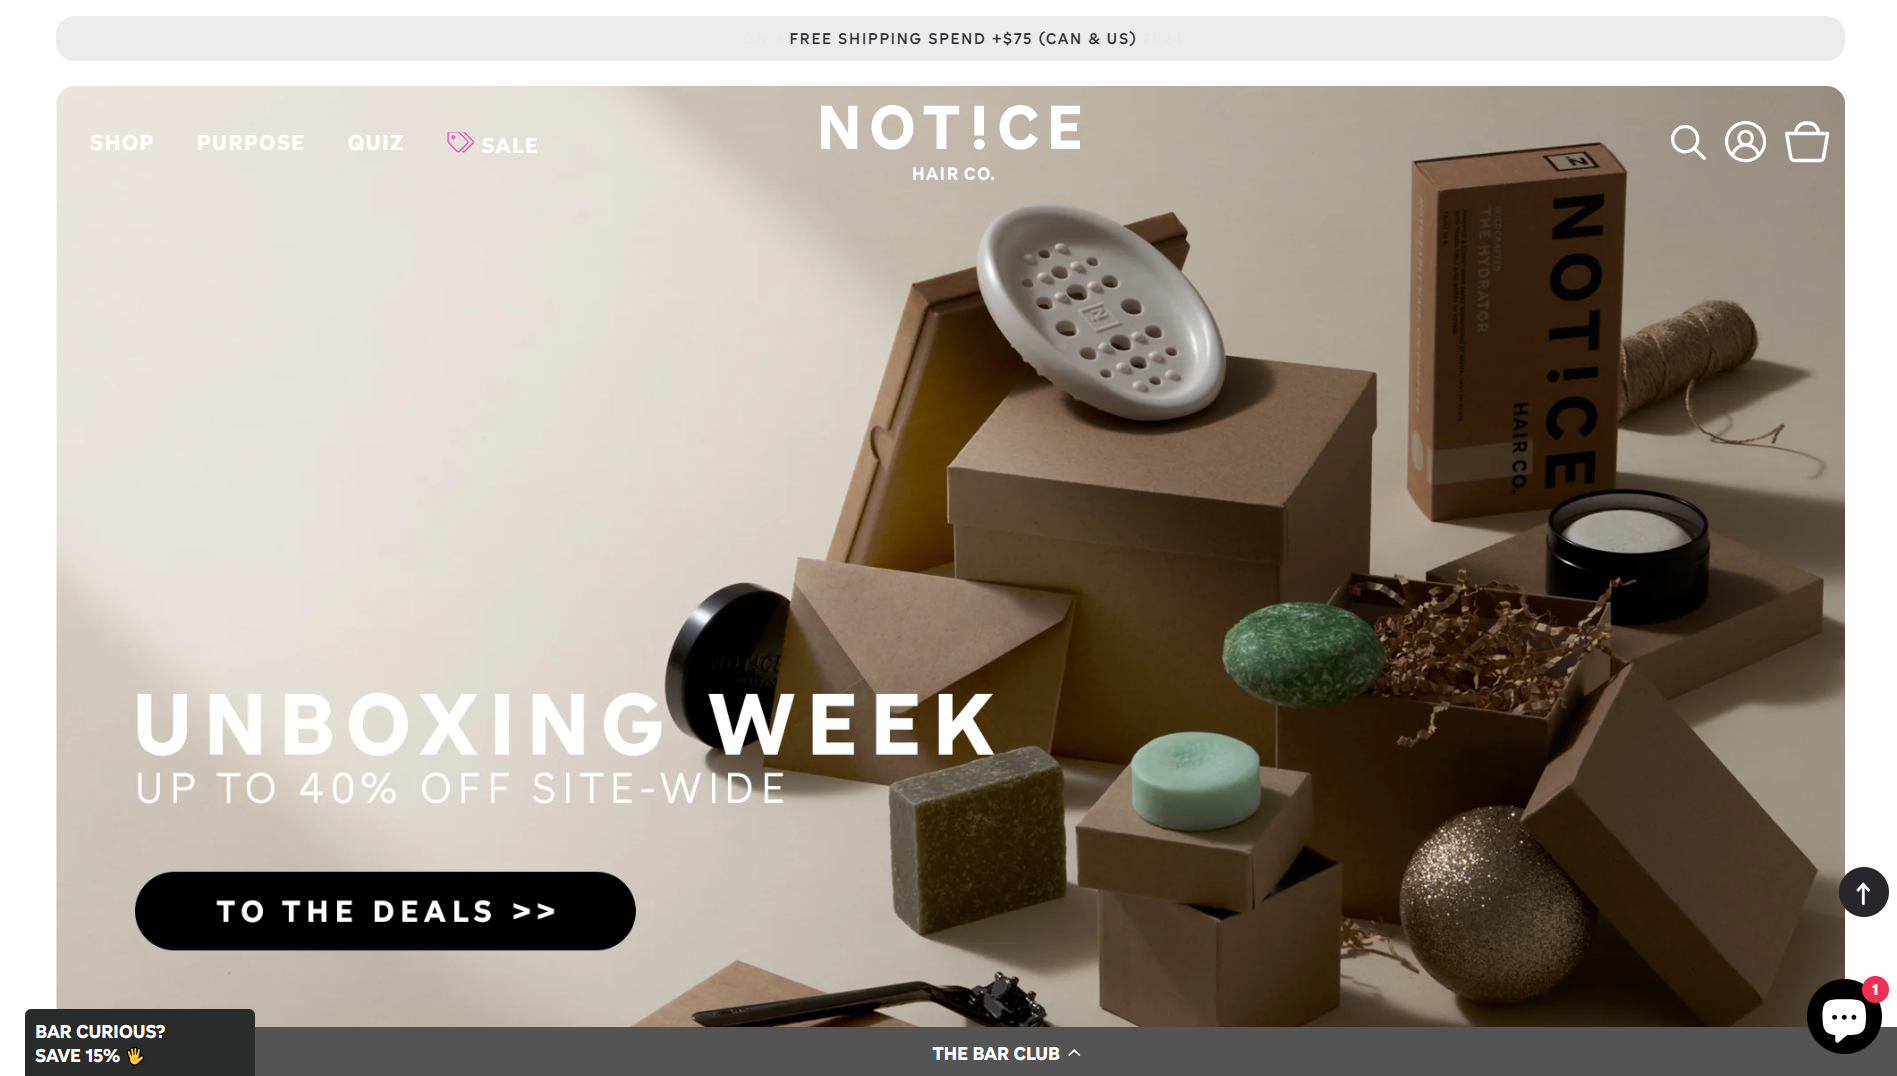 FREE SHIPPING SPEND +$75 (CAN & US)
SHOP
PURPOSE
QUIZ
SALE
NOT!CE
HAIR CO.
N
NOT!CE
HAIR CO.
THE HYDRATOR
N
UNBOXING WEEK
UP TO 40% OFF SITE-WIDE
TO THE DEALS >>
BAR CURIOUS?
SAVE 15% 🖐
THE BAR CLUB
1